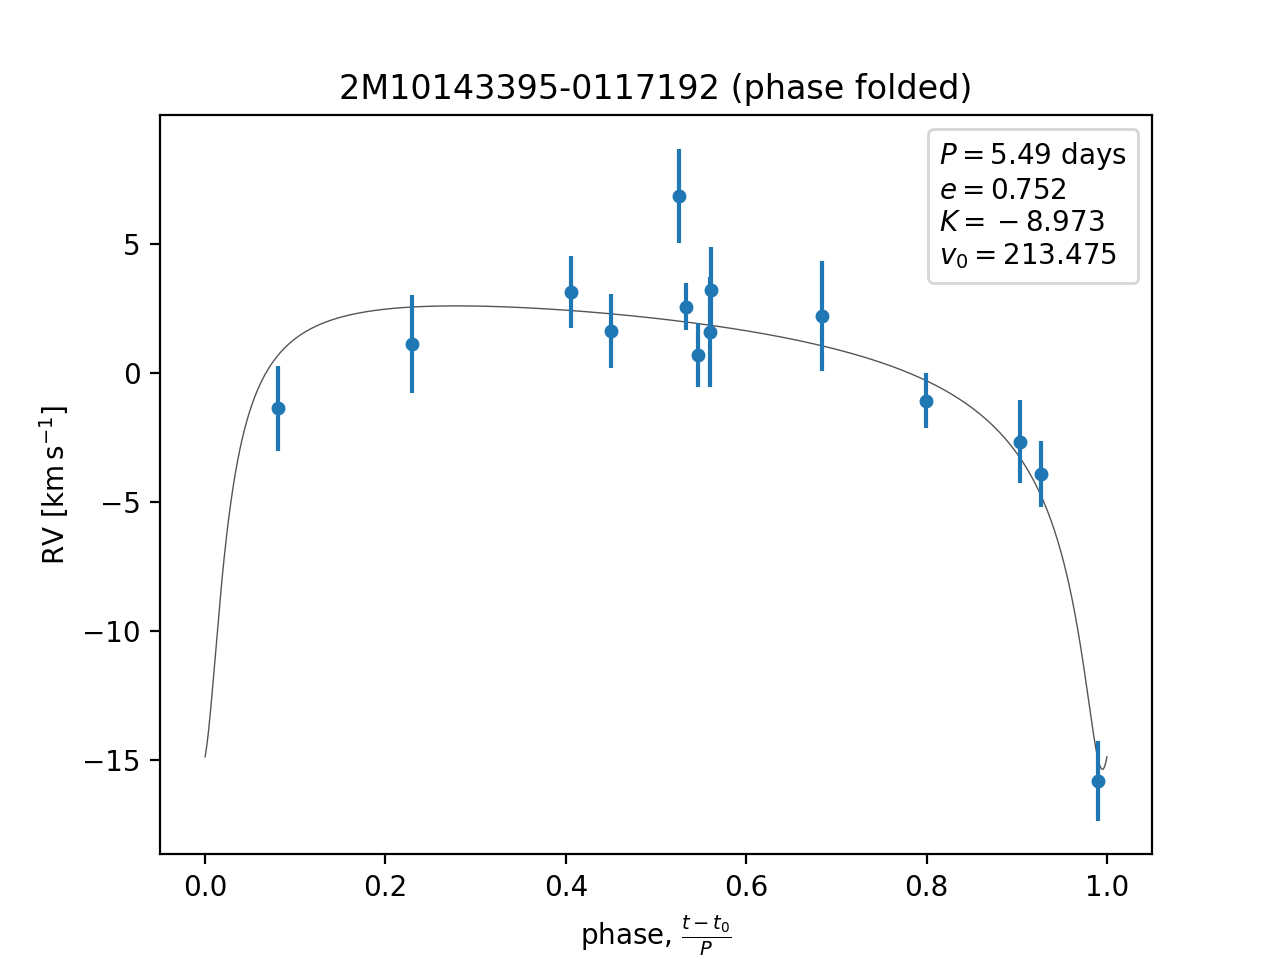 2M10143395-0117192 (phase folded)
P = 5.49 days
e = 0.752
K = −8.973
v₀ = 213.475
RV [km s⁻¹]
5
0
−5
−10
−15
0.0 0.2 0.4 0.6 0.8 1.0
phase, (t − t₀)/P